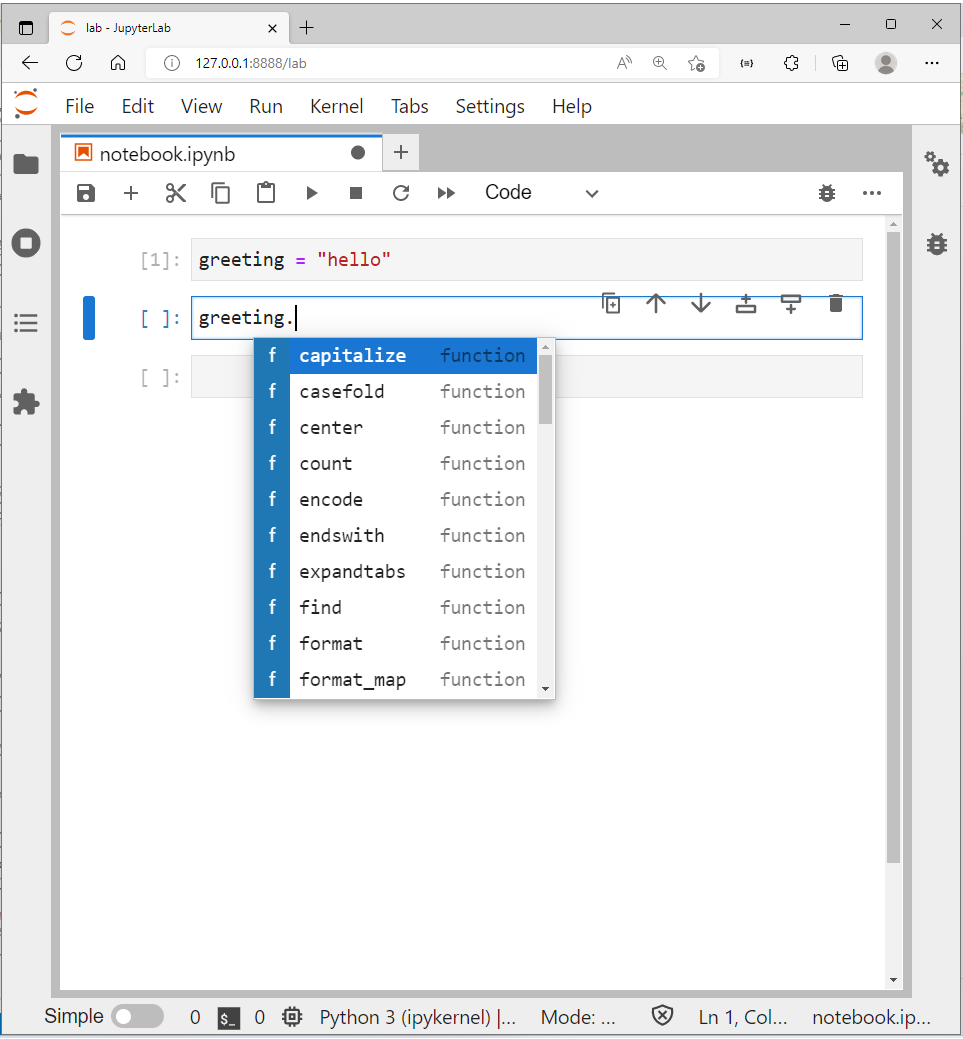 lab - JupyterLab
127.0.0.1:8888/lab
File Edit View Run Kernel Tabs Settings Help
notebook.ipynb
Code
[1]: greeting = "hello"
[ ]: greeting.
f capitalize function
[ ]:
f casefold function
f center function
f count function
f encode function
f endswith function
f expandtabs function
f find function
f format function
f format_map function
Simple 0 $_ 0 Python 3 (ipykernel) |... Mode: ... Ln 1, Col... notebook.ip...